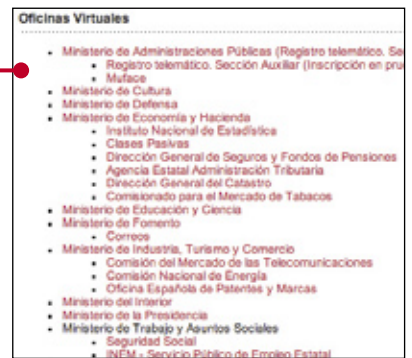 Oficinas Virtuales
Ministerio de Administraciones Públicas (Registro telemático. Se
Registro telemático. Sección Auxiliar (Inscripción en pru
Muface
Ministerio de Cultura
Ministerio de Defensa
Ministerio de Economía y Hacienda
Instituto Nacional de Estadística
Clases Pasivas
Dirección General de Seguros y Fondos de Pensiones
Agencia Estatal Administración Tributaria
Dirección General del Catastro
Comisionado para el Mercado de Tabacos
Ministerio de Educación y Ciencia
Ministerio de Fomento
Correos
Ministerio de Industria, Turismo y Comercio
Comisión del Mercado de las Telecomunicaciones
Comisión Nacional de Energía
Oficina Española de Patentes y Marcas
Ministerio del Interior
Ministerio de la Presidencia
Ministerio de Trabajo y Asuntos Sociales
Seguridad Social
INEM - Servicio Público de Empleo Estatal